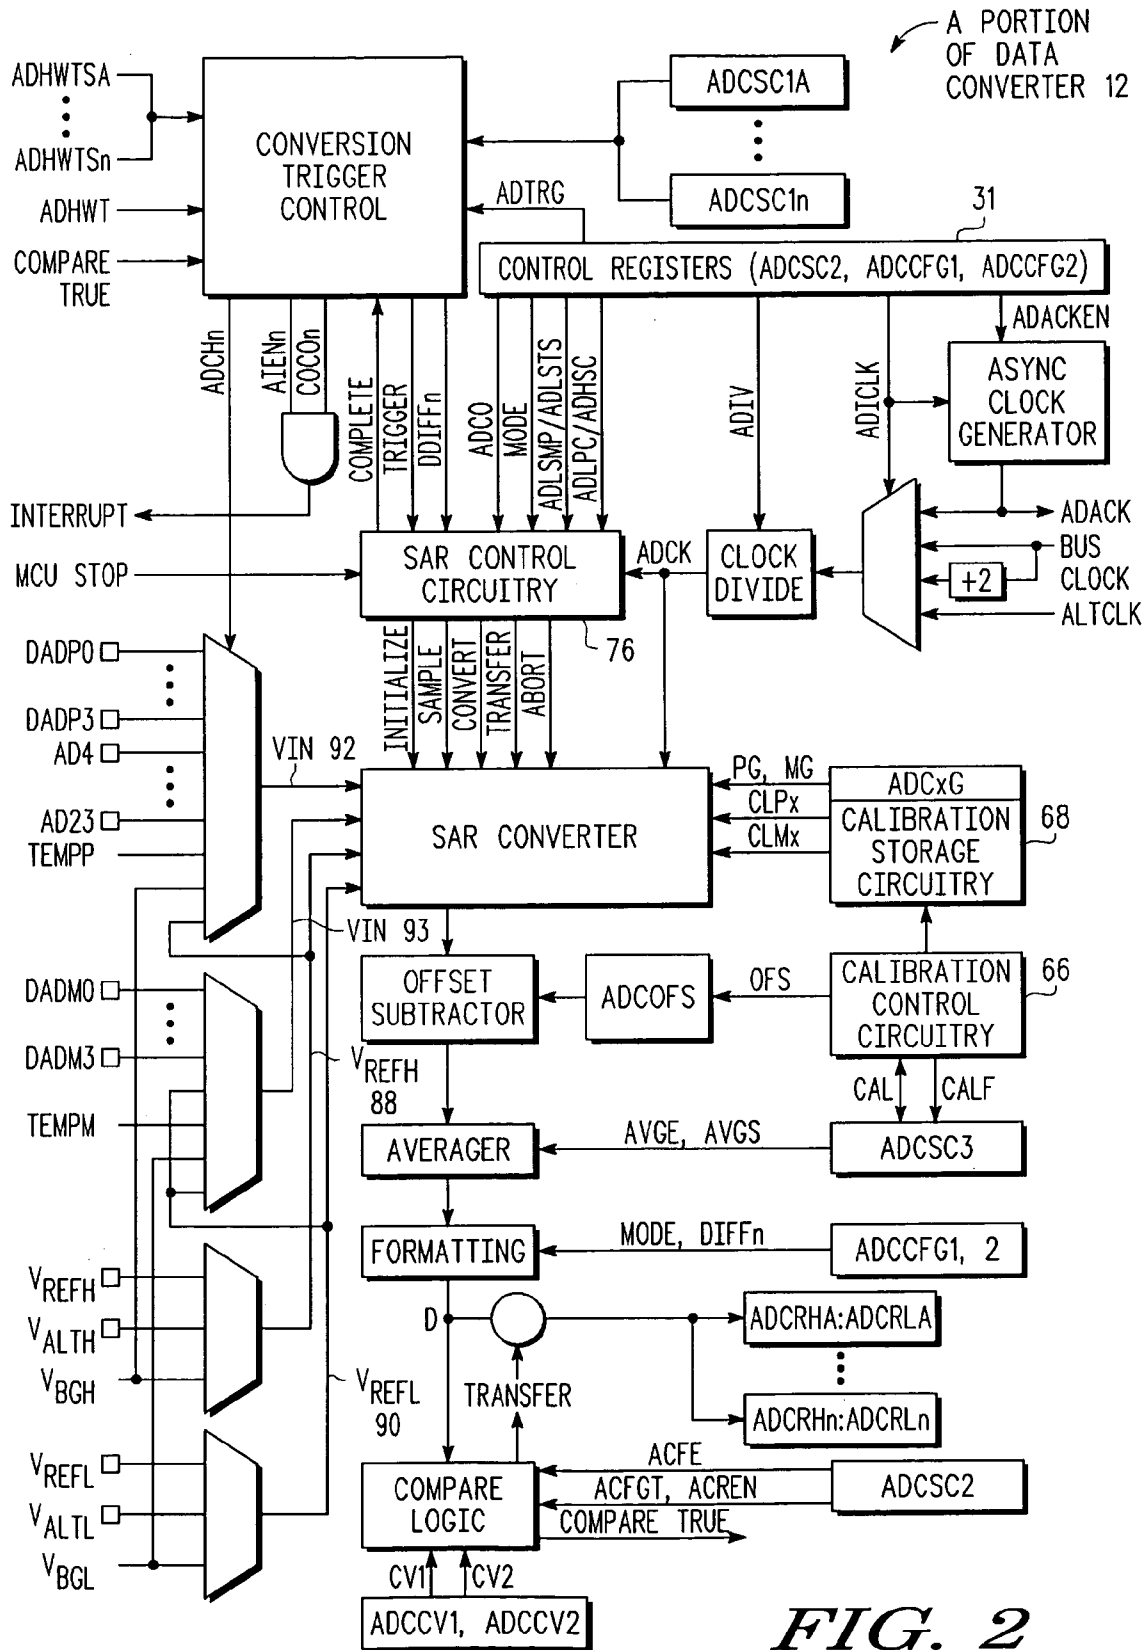 A PORTION
OF DATA
CONVERTER 12
ADHWTSA
ADHWTSn
ADHWT
COMPARE
TRUE
CONVERSION
TRIGGER
CONTROL
ADCSC1A
ADCSC1n
ADTRG
31
CONTROL REGISTERS (ADCSC2, ADCCFG1, ADCCFG2)
ADCHn
AIENn
COCOn
COMPLETE
TRIGGER
DDIFFn
ADCO
MODE
ADLSMP/ADLSTS
ADLPC/ADHSC
ADIV
ADICLK
ADACKEN
ASYNC
CLOCK
GENERATOR
INTERRUPT
MCU STOP
SAR CONTROL
CIRCUITRY
76
ADCK
CLOCK
DIVIDE
ADACK
BUS
CLOCK
+2
ALTCLK
INITIALIZE
SAMPLE
CONVERT
TRANSFER
ABORT
DADP0
DADP3
AD4
AD23
TEMPP
VIN 92
SAR CONVERTER
PG, MG
CLPx
CLMx
ADCxG
CALIBRATION
STORAGE
CIRCUITRY
68
VIN 93
DADM0
DADM3
TEMPM
OFFSET
SUBTRACTOR
ADCOFS
OFS
CALIBRATION
CONTROL
CIRCUITRY
66
VREFH
88
CAL
CALF
AVERAGER
AVGE, AVGS
ADCSC3
FORMATTING
MODE, DIFFn
ADCCFG1, 2
VREFH
VALTH
VBGH
D
ADCRHA:ADCRLA
VREFL
90
TRANSFER
ADCRHn:ADCRLn
VREFL
VALTL
VBGL
COMPARE
LOGIC
ACFE
ACFGT, ACREN
COMPARE TRUE
ADCSC2
CV1
CV2
ADCCV1, ADCCV2
FIG. 2